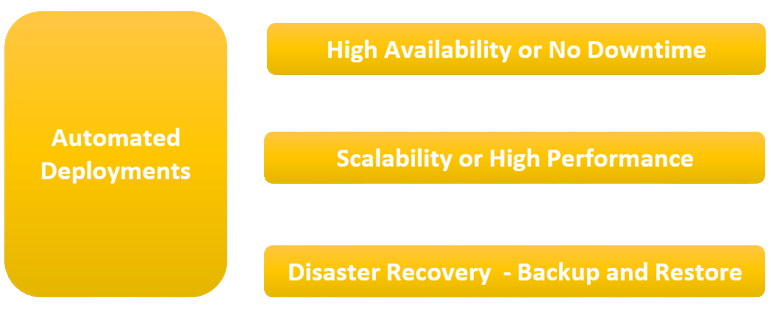 Automated
Deployments
High Availability or No Downtime
Scalability or High Performance
Disaster Recovery  - Backup and Restore